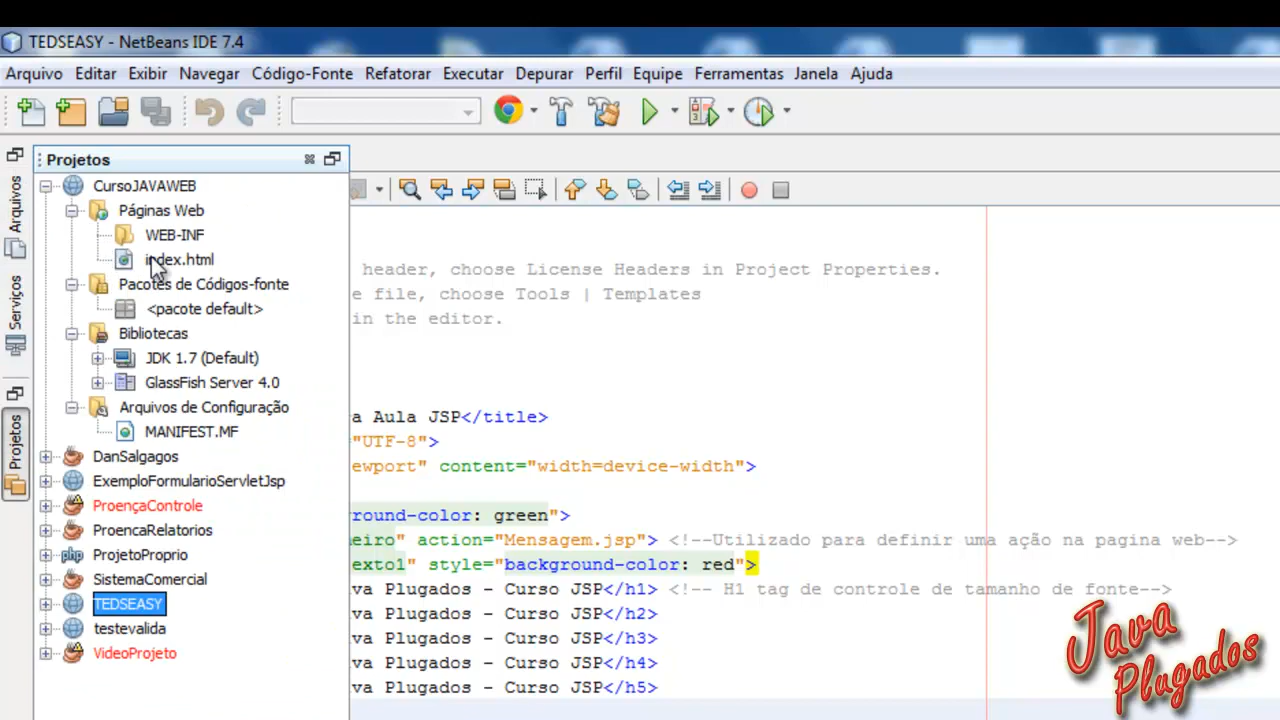 TEDSEASY - NetBeans IDE 7.4
Arquivo Editar Exibir Navegar Código-Fonte Refatorar Executar Depurar Perfil Equipe Ferramentas Janela Ajuda
Projetos
Arquivos
Serviços
Projetos
CursoJAVAWEB
Páginas Web
WEB-INF
index.html
Pacotes de Códigos-fonte
<pacote default>
Bibliotecas
JDK 1.7 (Default)
GlassFish Server 4.0
Arquivos de Configuração
MANIFEST.MF
DanSalgagos
ExemploFormularioServletJsp
ProençaControle
ProencaRelatorios
php ProjetoProprio
SistemaComercial
TEDSEASY
testevalida
VideoProjeto
header, choose License Headers in Project Properties.
e file, choose Tools | Templates
in the editor.
a Aula JSP</title>
="UTF-8">
ewport" content="width=device-width">
round-color: green">
eiro" action="Mensagem.jsp"> <!--Utilizado para definir uma ação na pagina web-->
exto1" style="background-color: red">
va Plugados - Curso JSP</h1> <!-- H1 tag de controle de tamanho de fonte-->
va Plugados - Curso JSP</h2>
va Plugados - Curso JSP</h3>
va Plugados - Curso JSP</h4>
va Plugados - Curso JSP</h5>
Java
Plugados